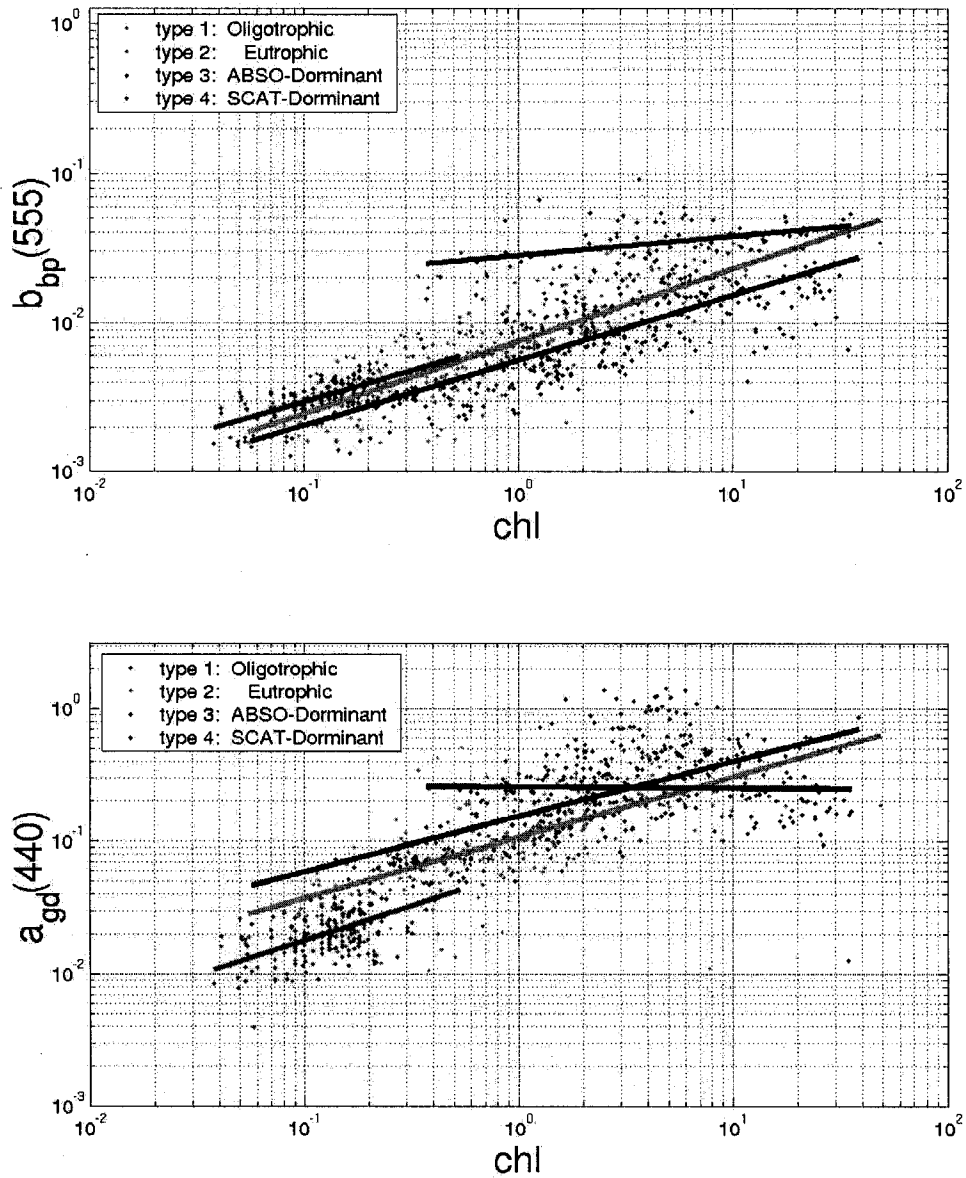 10^0
type 1: Oligotrophic
type 2: Eutrophic
type 3: ABSO-Dorminant
type 4: SCAT-Dorminant
10^-1
b_bp(555)
10^-2
10^-3
10^-2 10^-1 10^0 10^1 10^2
chl
type 1: Oligotrophic
type 2: Eutrophic
type 3: ABSO-Dorminant
type 4: SCAT-Dorminant
10^0
10^-1
a_gd(440)
10^-2
10^-3
10^-2 10^-1 10^0 10^1 10^2
chl